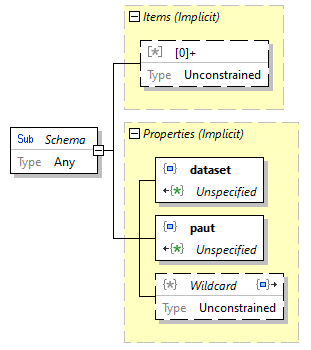 Items (Implicit)
[*] [0]+
Type Unconstrained
Sub Schema
Type Any
Properties (Implicit)
dataset
{*} Unspecified
paut
{*} Unspecified
{*} Wildcard
Type Unconstrained